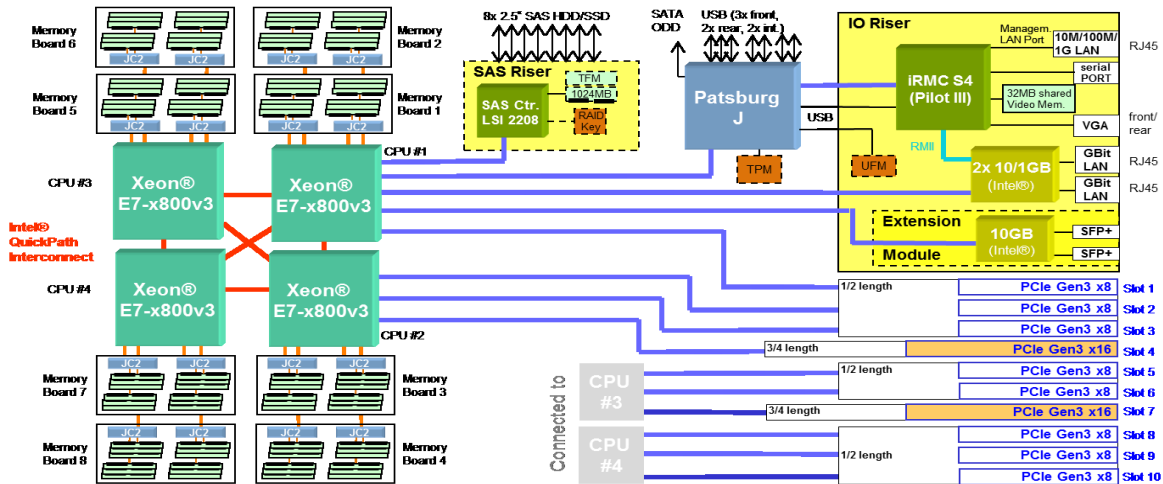 Memory
Board 6
JC2
JC2
JC2
JC2
Memory
Board 2
Memory
Board 5
JC2
JC2
JC2
JC2
Memory
Board 1
CPU #3
Xeon®
E7-x800v3
Xeon®
E7-x800v3
CPU #1
Intel®
QuickPath
Interconnect
CPU #4
Xeon®
E7-x800v3
Xeon®
E7-x800v3
CPU #2
JC2
JC2
JC2
JC2
Memory
Board 7
Memory
Board 3
JC2
JC2
JC2
JC2
Memory
Board 8
Memory
Board 4
8x 2.5" SAS HDD/SSD
SAS Riser
SAS Ctr.
LSI 2208
TFM
1024MB
RAID
Key
SATA
ODD
USB (3x front,
2x rear, 2x int.)
Patsburg
J
USB
TPM
UFM
IO Riser
iRMC S4
(Pilot III)
Managem.
LAN Port
10M/100M/
1G LAN
RJ45
serial
PORT
32MB shared
Video Mem.
VGA
front/
rear
RMII
2x 10/1GB
(Intel®)
GBit
LAN
RJ45
GBit
LAN
RJ45
Extension
Module
10GB
(Intel®)
SFP+
SFP+
1/2 length
PCIe Gen3 x8
Slot 1
PCIe Gen3 x8
Slot 2
PCIe Gen3 x8
Slot 3
3/4 length
PCIe Gen3 x16
Slot 4
Connected to
CPU
#3
1/2 length
PCIe Gen3 x8
Slot 5
PCIe Gen3 x8
Slot 6
3/4 length
PCIe Gen3 x16
Slot 7
CPU
#4
1/2 length
PCIe Gen3 x8
Slot 8
PCIe Gen3 x8
Slot 9
PCIe Gen3 x8
Slot 10